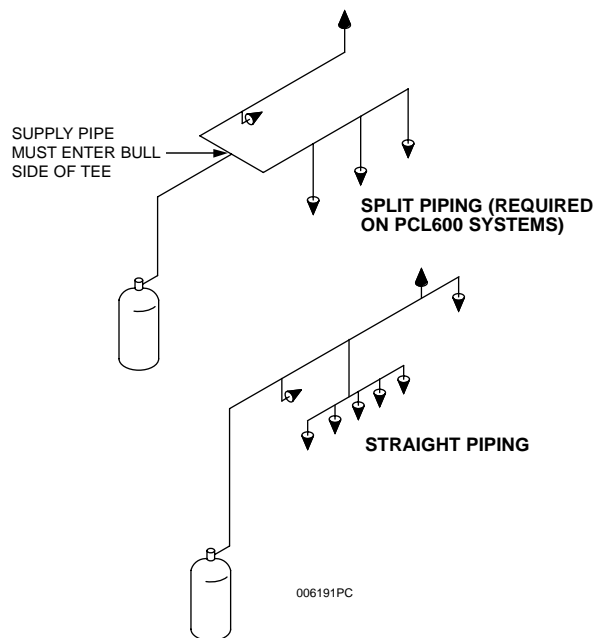 SUPPLY PIPE
MUST ENTER BULL
SIDE OF TEE
SPLIT PIPING (REQUIRED
ON PCL600 SYSTEMS)
STRAIGHT PIPING
006191PC